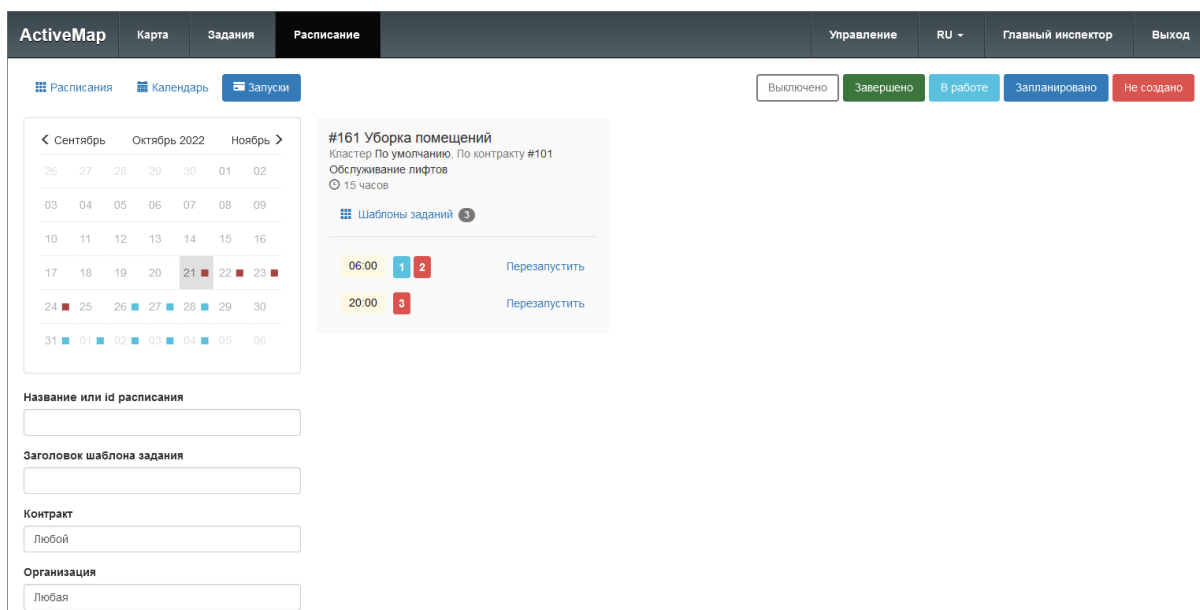 ActiveMap Карта Задания Расписание Управление RU Главный инспектор Выход
Расписания Календарь Запуски Выключено Завершено В работе Запланировано Не создано
Сентябрь Октябрь 2022 Ноябрь
26 27 28 29 30 01 02
03 04 05 06 07 08 09
10 11 12 13 14 15 16
17 18 19 20 21 22 23
24 25 26 27 28 29 30
31 01 02 03 04 05 06
#161 Уборка помещений
Кластер По умолчанию, По контракту #101
Обслуживание лифтов
15 часов
Шаблоны заданий 3
06:00 1 2 Перезапустить
20:00 3 Перезапустить
Название или id расписания
Заголовок шаблона задания
Контракт
Любой
Организация
Любая